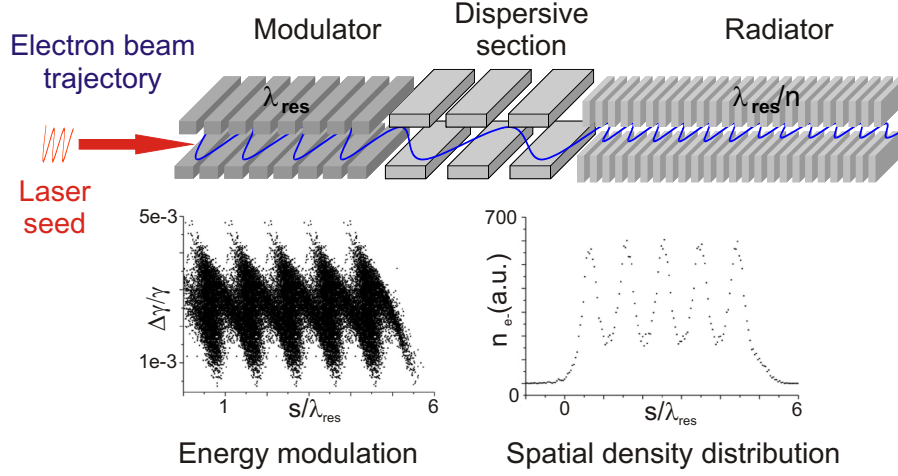 Modulator
Dispersive
section
Radiator
Electron beam
trajectory
λres
λres/n
Laser
seed
5e-3
Δγ/γ
1e-3
1
s/λres
6
Energy modulation
700
n e-(a.u.)
0
0
s/λres
6
Spatial density distribution